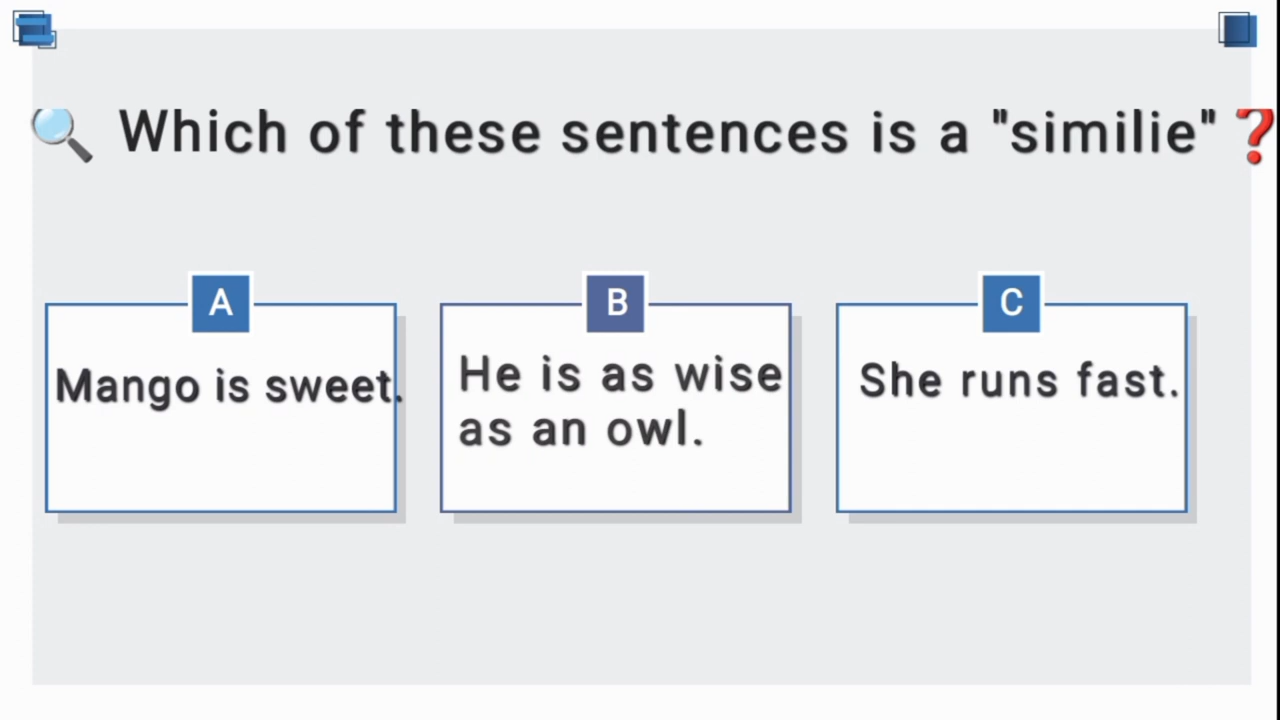 🔍 Which of these sentences is a "similie" ❓
A
Mango is sweet.
B
He is as wise
as an owl.
C
She runs fast.